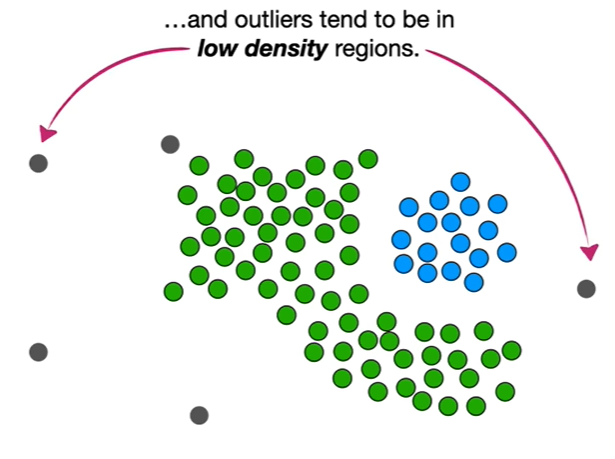 ...and outliers tend to be in
low density regions.